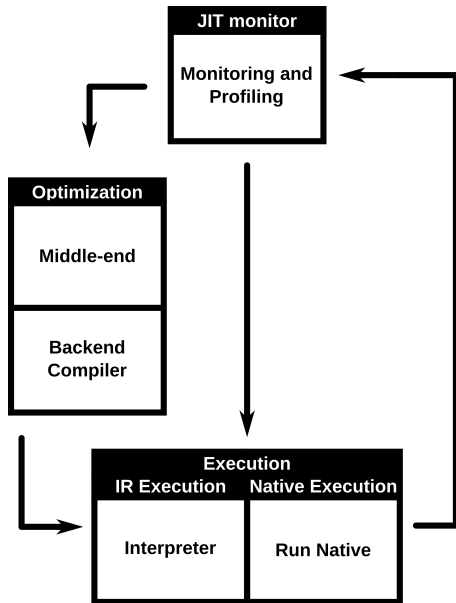 JIT monitor
Monitoring and
Profiling
Optimization
Middle-end
Backend
Compiler
Execution
IR Execution
Native Execution
Interpreter
Run Native